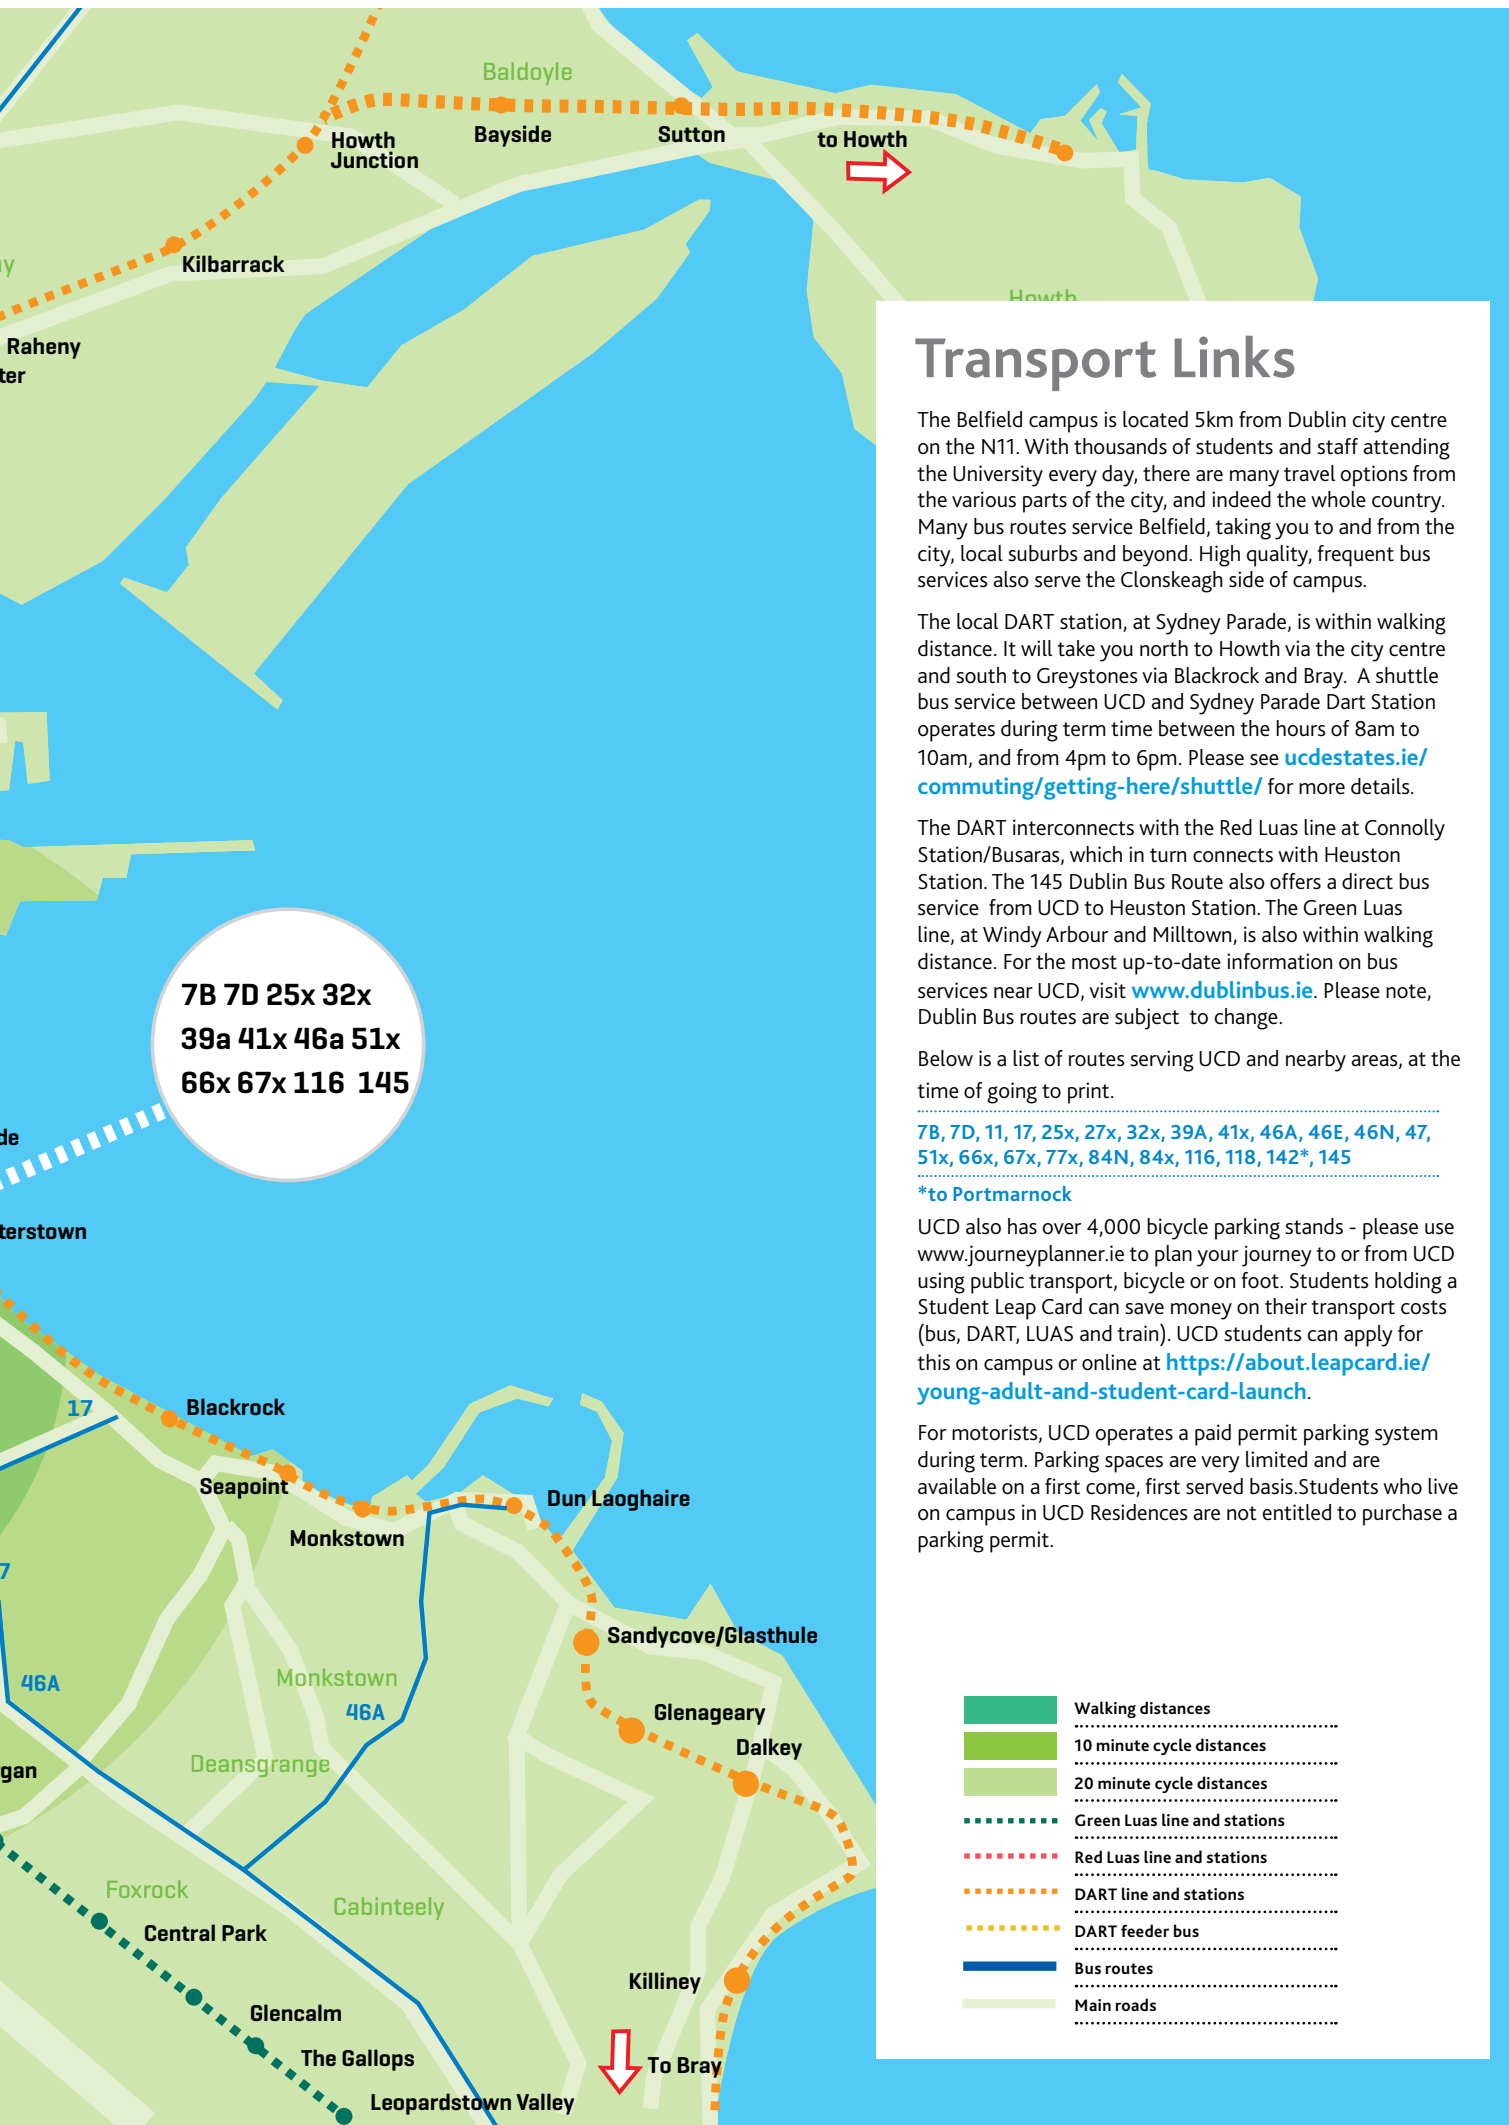 Baldoyle
Howth
Junction
Bayside
Sutton
to Howth
Kilbarrack
Raheny
Howth
7B 7D 25x 32x
39a 41x 46a 51x
66x 67x 116 145
17
Blackrock
Seapoint
Monkstown
Dun Laoghaire
Sandycove/Glasthule
46A
Monkstown
46A
Glenageary
Dalkey
Deansgrange
Foxrock
Cabinteely
Central Park
Killiney
Glencalm
The Gallops
To Bray
Leopardstown Valley
Transport Links
The Belfield campus is located 5km from Dublin city centre
on the N11. With thousands of students and staff attending
the University every day, there are many travel options from
the various parts of the city, and indeed the whole country.
Many bus routes service Belfield, taking you to and from the
city, local suburbs and beyond. High quality, frequent bus
services also serve the Clonskeagh side of campus.
The local DART station, at Sydney Parade, is within walking
distance. It will take you north to Howth via the city centre
and south to Greystones via Blackrock and Bray. A shuttle
bus service between UCD and Sydney Parade Dart Station
operates during term time between the hours of 8am to
10am, and from 4pm to 6pm. Please see ucdestates.ie/
commuting/getting-here/shuttle/ for more details.
The DART interconnects with the Red Luas line at Connolly
Station/Busaras, which in turn connects with Heuston
Station. The 145 Dublin Bus Route also offers a direct bus
service from UCD to Heuston Station. The Green Luas
line, at Windy Arbour and Milltown, is also within walking
distance. For the most up-to-date information on bus
services near UCD, visit www.dublinbus.ie. Please note,
Dublin Bus routes are subject to change.
Below is a list of routes serving UCD and nearby areas, at the
time of going to print.
7B, 7D, 11, 17, 25x, 27x, 32x, 39A, 41x, 46A, 46E, 46N, 47,
51x, 66x, 67x, 77x, 84N, 84x, 116, 118, 142*, 145
*to Portmarnock
UCD also has over 4,000 bicycle parking stands - please use
www.journeyplanner.ie to plan your journey to or from UCD
using public transport, bicycle or on foot. Students holding a
Student Leap Card can save money on their transport costs
(bus, DART, LUAS and train). UCD students can apply for
this on campus or online at https://about.leapcard.ie/
young-adult-and-student-card-launch.
For motorists, UCD operates a paid permit parking system
during term. Parking spaces are very limited and are
available on a first come, first served basis.Students who live
on campus in UCD Residences are not entitled to purchase a
parking permit.
Walking distances
10 minute cycle distances
20 minute cycle distances
Green Luas line and stations
Red Luas line and stations
DART line and stations
DART feeder bus
Bus routes
Main roads